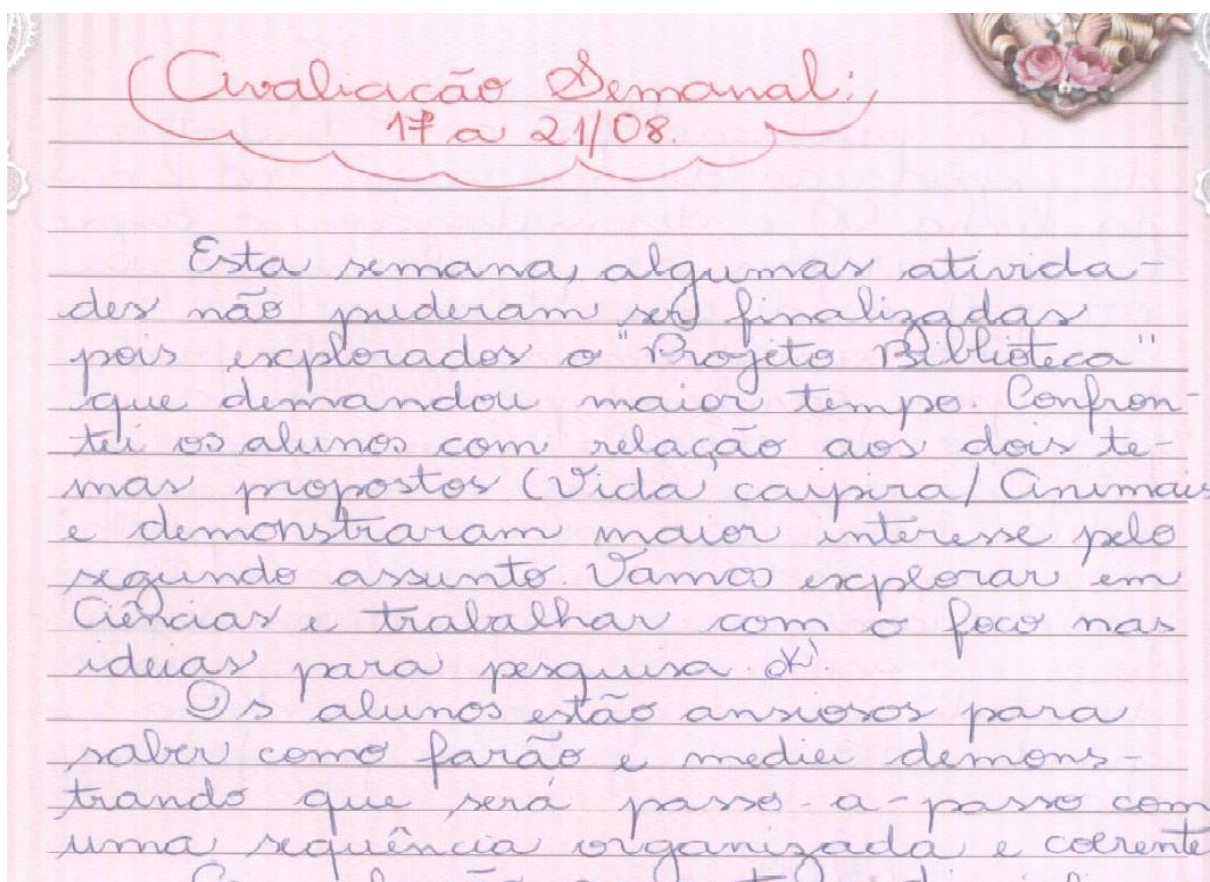 Avaliação Semanal:
17 a 21/08.
Esta semana, algumas ativida-
des não puderam ser finalizadas
pois explorados o "Projeto Biblioteca"
que demandou maior tempo. Confron-
tei os alunos com relação aos dois te-
mas propostos (Vida caipira/Animais
e demonstraram maior interesse pelo
segundo assunto. Vamos explorar em
Ciências e trabalhar com o foco nas
ideias para pesquisa. OK!
Os alunos estão ansiosos para
saber como farão e mediei demons-
trando que será passo-a-passo com
uma sequência organizada e coerente